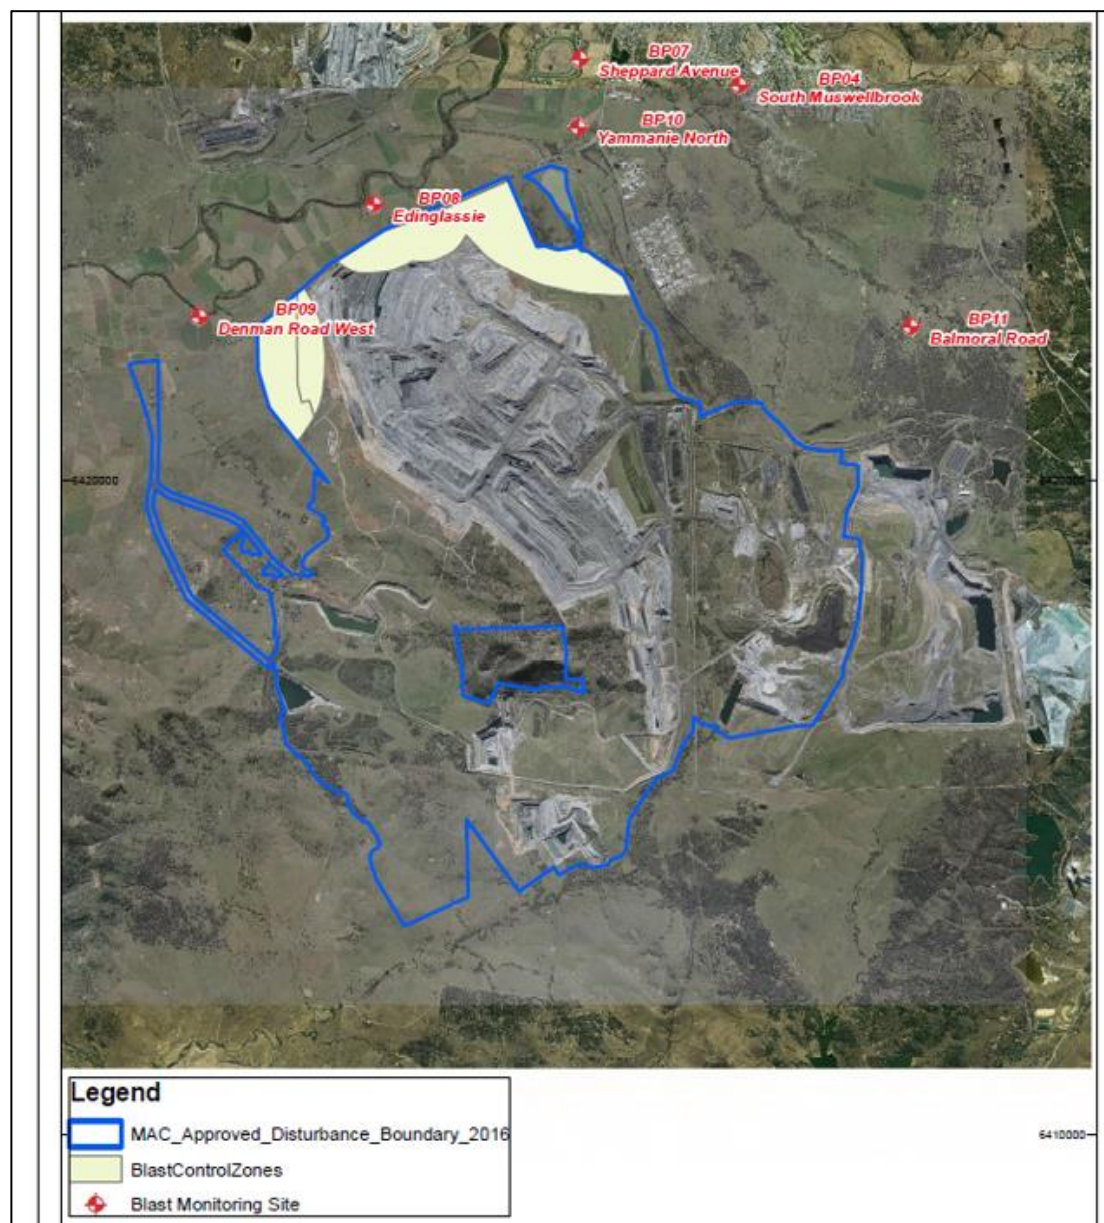 BP07
Sheppard Avenue
BP04
South Muswellbrook
BP10
Yammanie North
BP08
Edinglassie
BP09
Denman Road West
BP11
Balmoral Road
6420000
6420000
Legend
MAC_Approved_Disturbance_Boundary_2016
BlastControlZones
Blast Monitoring Site
6410000